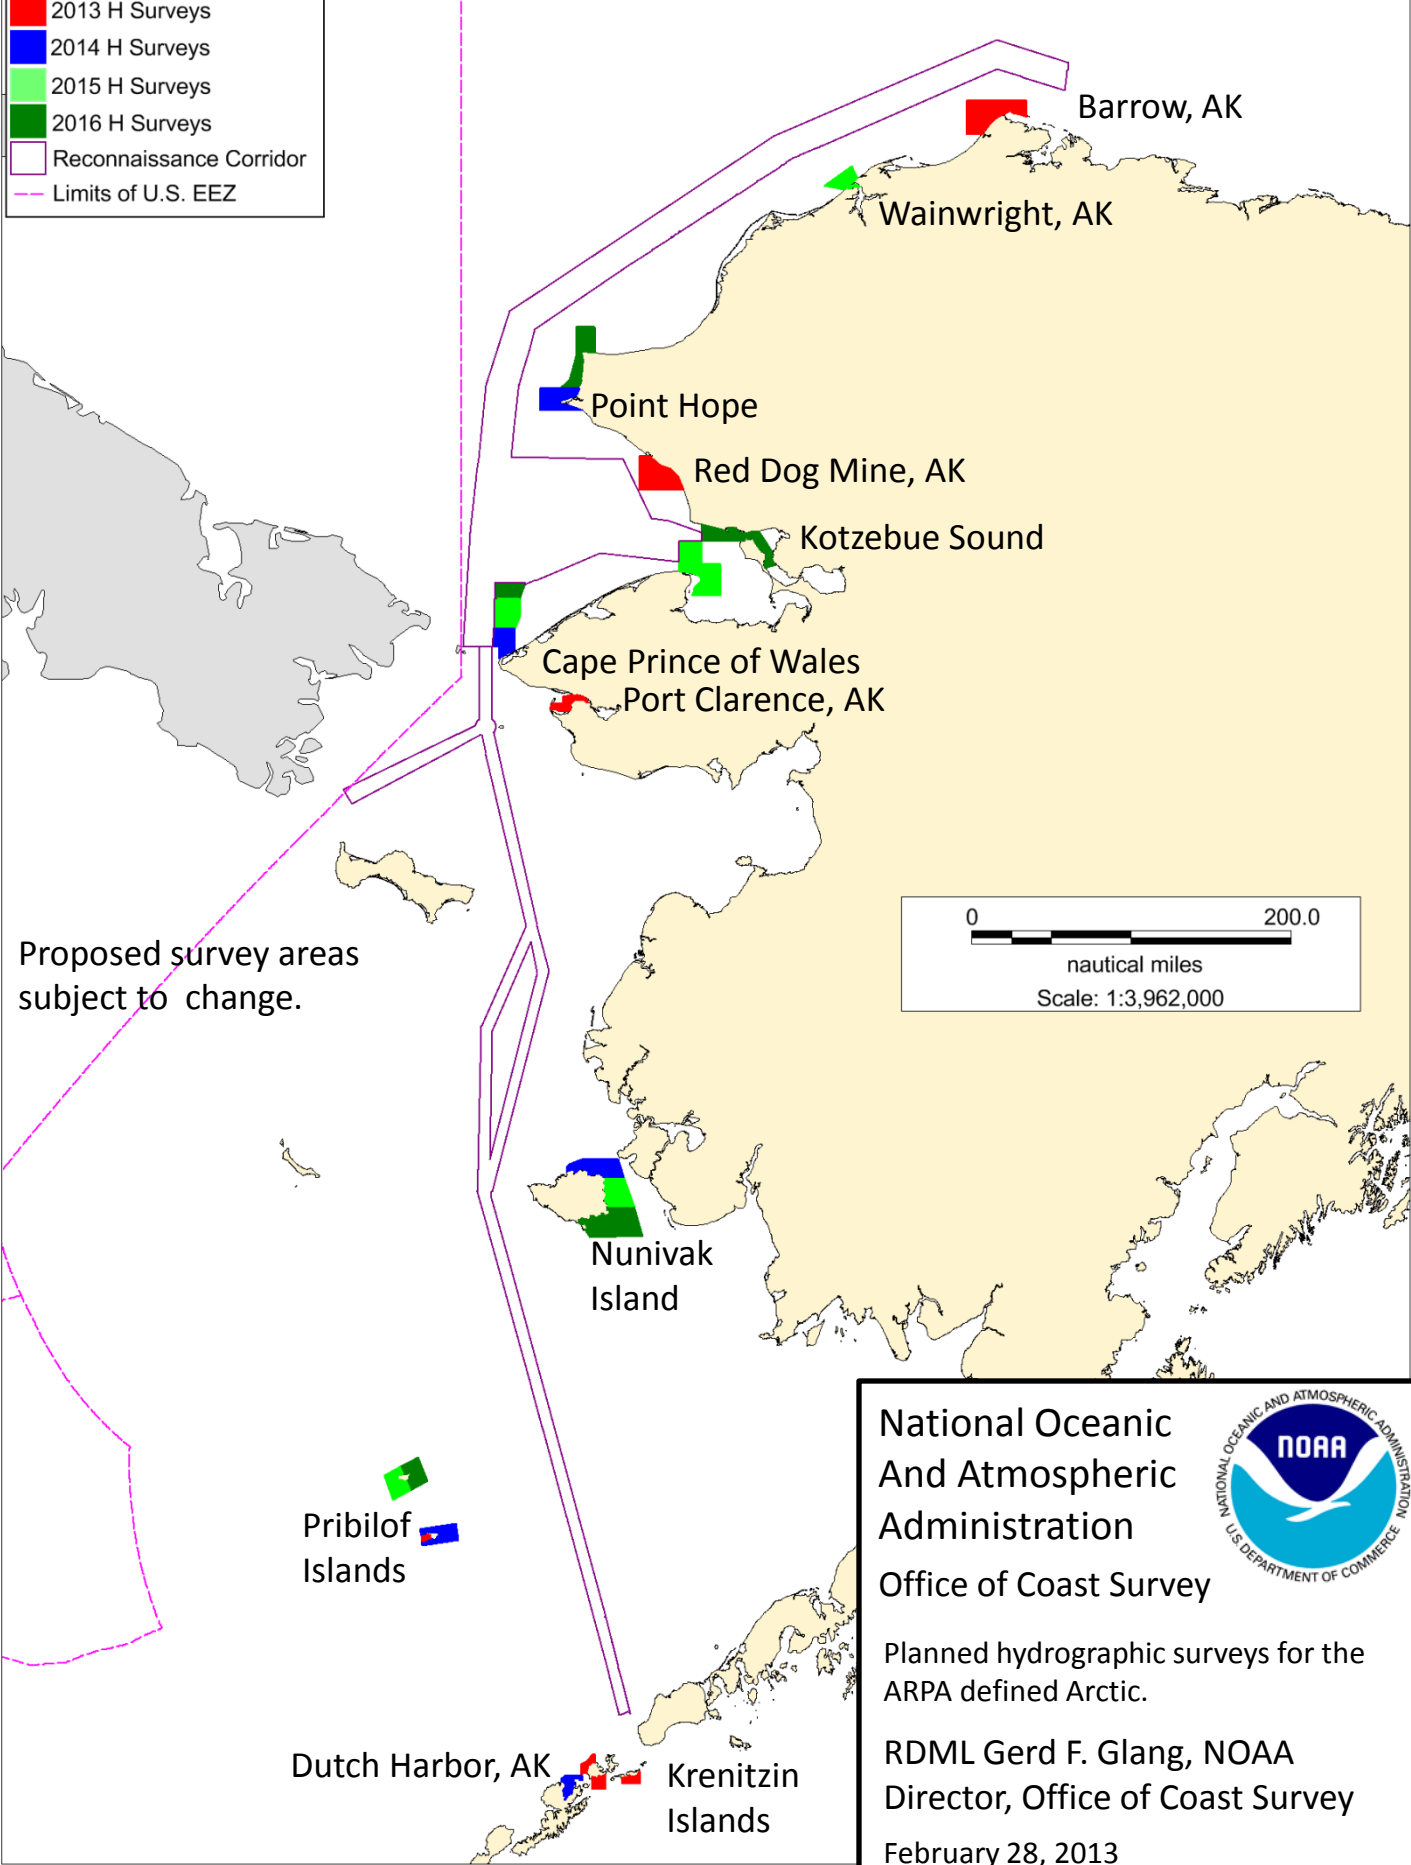 2013 H Surveys
2014 H Surveys
2015 H Surveys
2016 H Surveys
Reconnaissance Corridor
Limits of U.S. EEZ
Barrow, AK
Wainwright, AK
Point Hope
Red Dog Mine, AK
Kotzebue Sound
Cape Prince of Wales
Port Clarence, AK
0 200.0
nautical miles
Scale: 1:3,962,000
Proposed survey areas
subject to change.
Nunivak
Island
Pribilof
Islands
Dutch Harbor, AK
Krenitzin
Islands
National Oceanic
And Atmospheric
Administration
Office of Coast Survey
NATIONAL OCEANIC AND ATMOSPHERIC ADMINISTRATION
NOAA
U.S. DEPARTMENT OF COMMERCE
Planned hydrographic surveys for the
ARPA defined Arctic.
RDML Gerd F. Glang, NOAA
Director, Office of Coast Survey
February 28, 2013